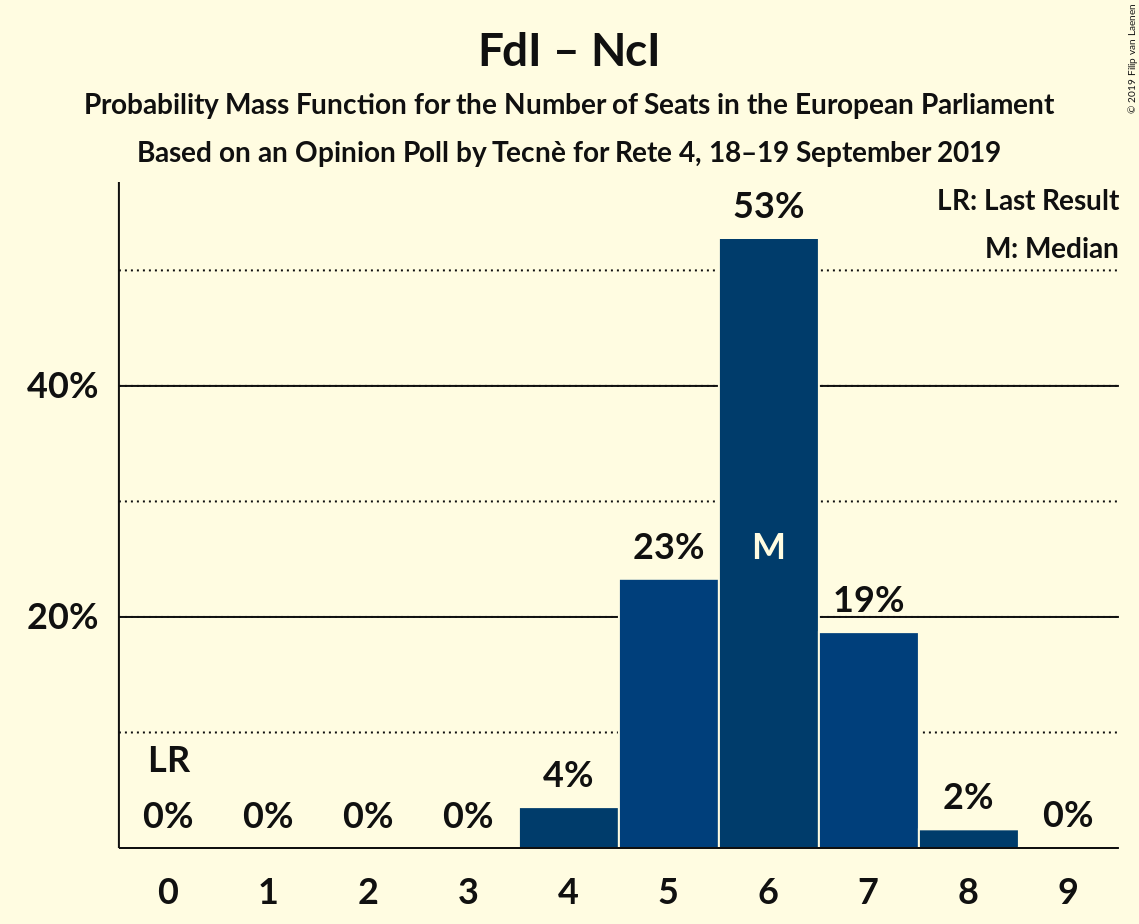 FdI – NcI
Probability Mass Function for the Number of Seats in the European Parliament
Based on an Opinion Poll by Tecnè for Rete 4, 18–19 September 2019
© 2019 Filip van Laenen
LR: Last Result
M: Median
53%
40%
23%
M
19%
20%
LR
4%
2%
0%
0%
0%
0%
0%
0 1 2 3 4 5 6 7 8 9